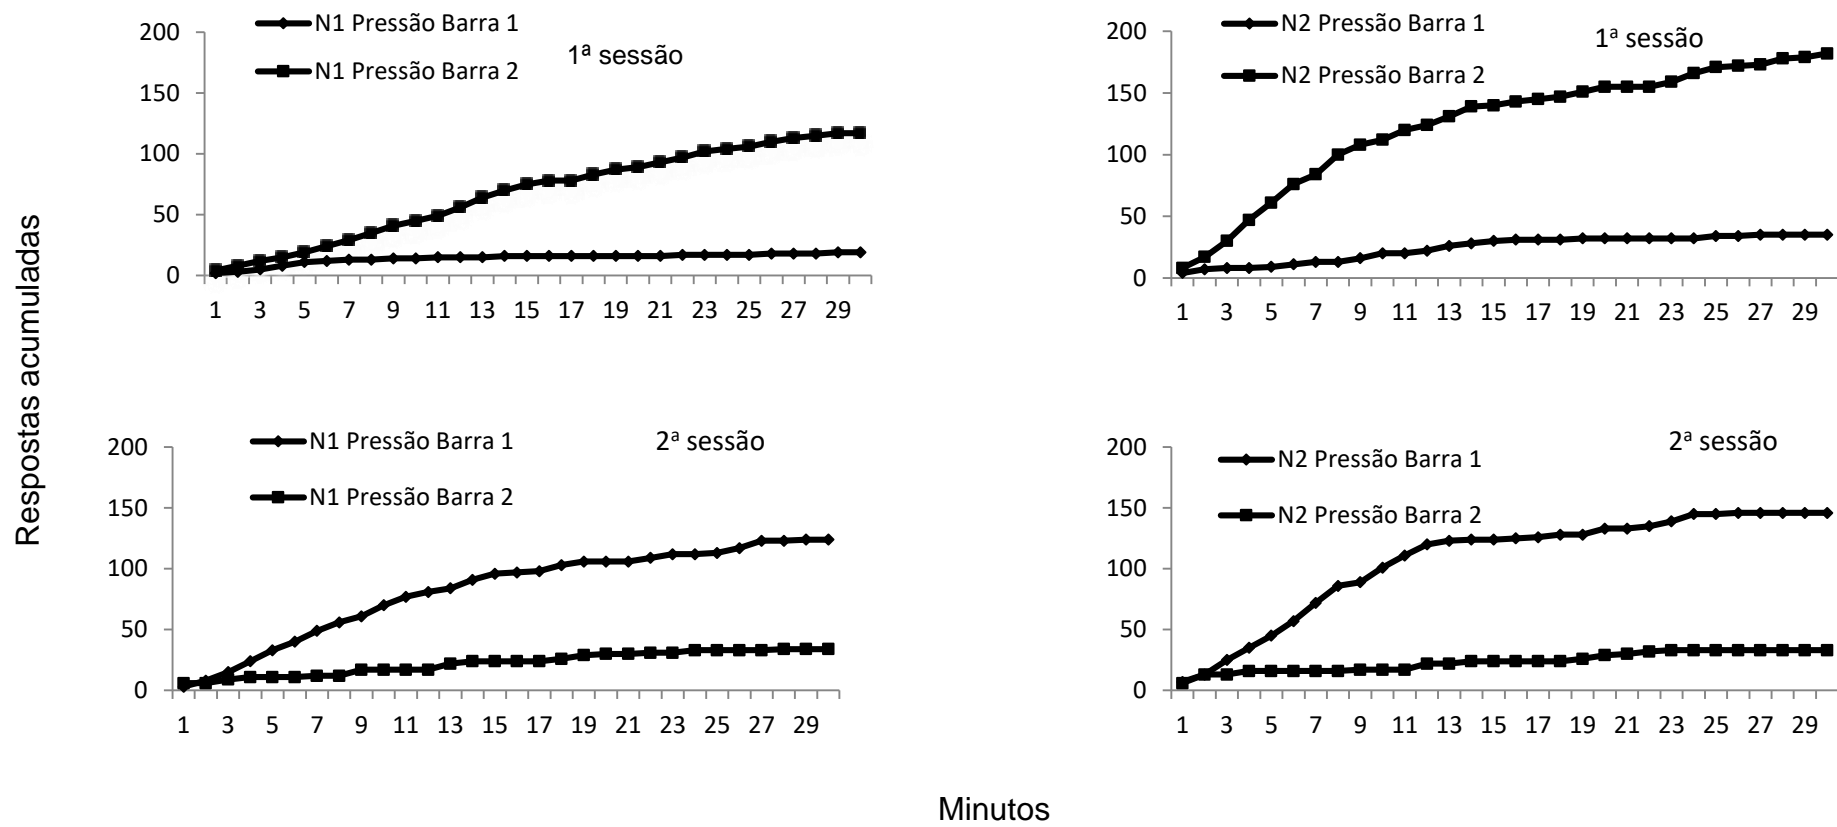 Respostas acumuladas
N1 Pressão Barra 1
N1 Pressão Barra 2
1ª sessão
200
150
100
50
0
1 3 5 7 9 11 13 15 17 19 21 23 25 27 29
N2 Pressão Barra 1
N2 Pressão Barra 2
1ª sessão
200
150
100
50
0
1 3 5 7 9 11 13 15 17 19 21 23 25 27 29
N1 Pressão Barra 1
N1 Pressão Barra 2
2ª sessão
200
150
100
50
0
1 3 5 7 9 11 13 15 17 19 21 23 25 27 29
N2 Pressão Barra 1
N2 Pressão Barra 2
2ª sessão
200
150
100
50
0
1 3 5 7 9 11 13 15 17 19 21 23 25 27 29
Minutos